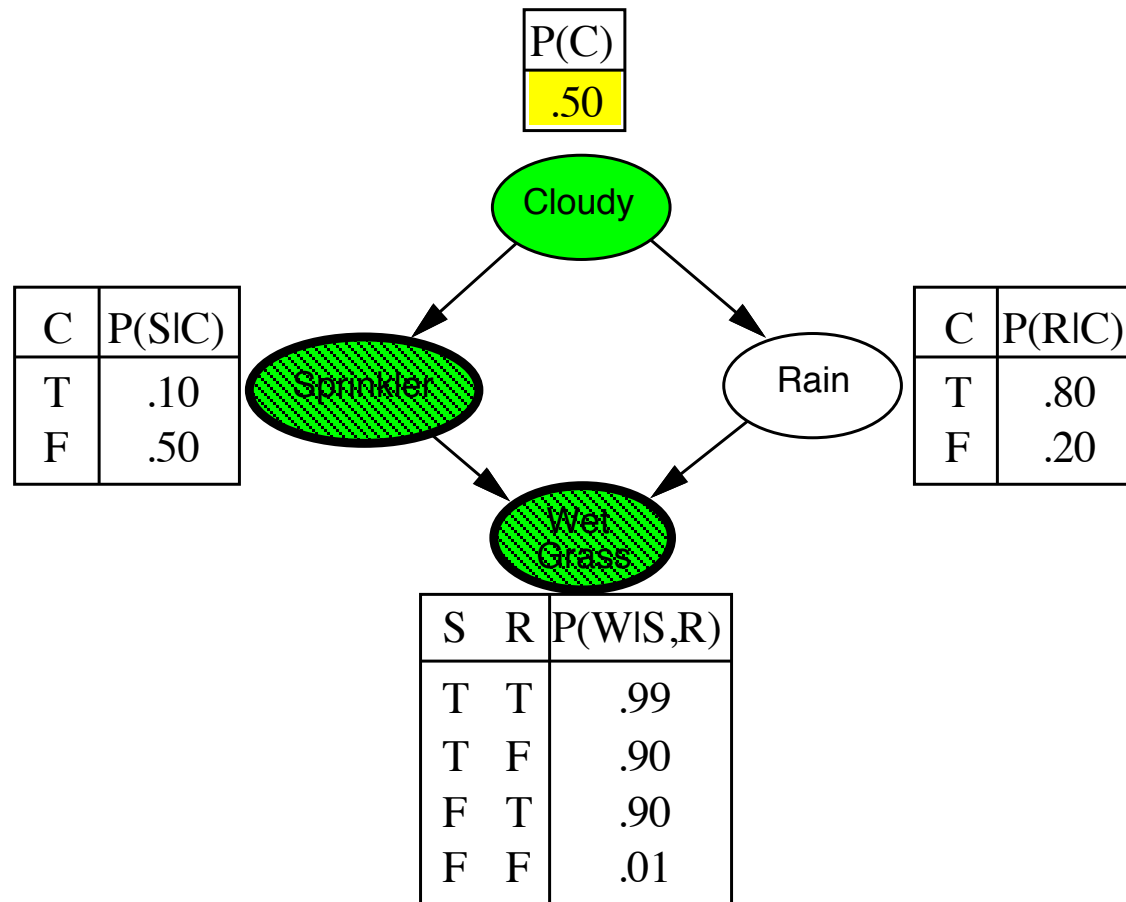 P(C)
.50
Cloudy
C P(S|C)
T .10
F .50
Sprinkler
Rain
C P(R|C)
T .80
F .20
Wet
Grass
S R P(W|S,R)
T T .99
T F .90
F T .90
F F .01